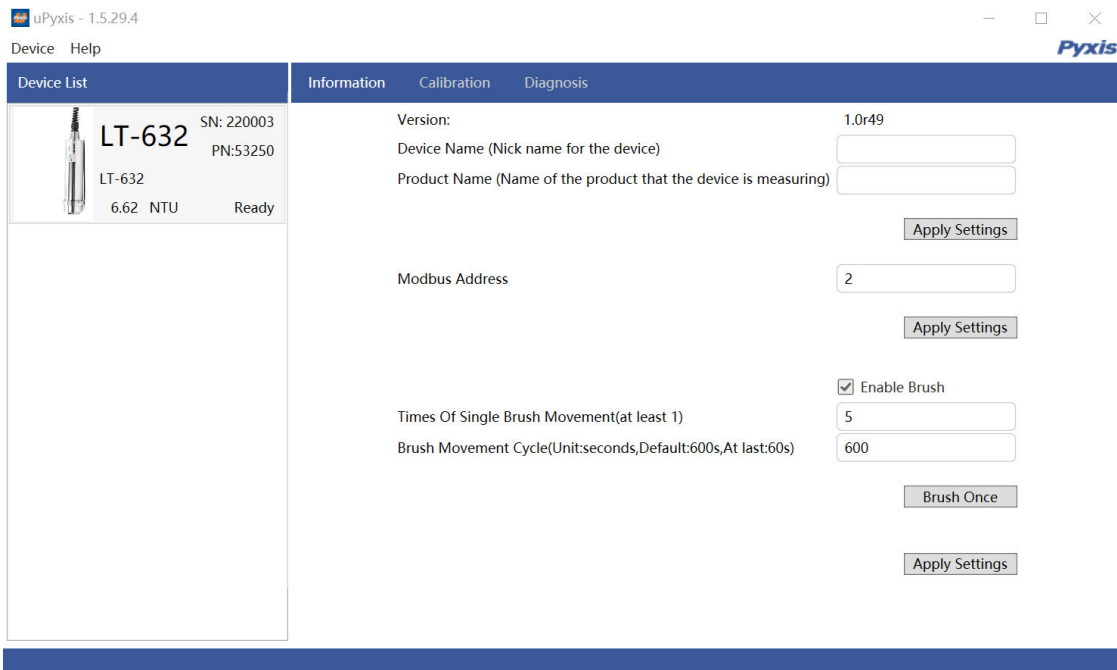 uPyxis - 1.5.29.4
Device Help
Pyxis
Device List
Information Calibration Diagnosis
LT-632
SN: 220003
PN:53250
LT-632
6.62 NTU Ready
Version: 1.0r49
Device Name (Nick name for the device)
Product Name (Name of the product that the device is measuring)
Apply Settings
Modbus Address 2
Apply Settings
Enable Brush
Times Of Single Brush Movement(at least 1) 5
Brush Movement Cycle(Unit:seconds,Default:600s,At last:60s) 600
Brush Once
Apply Settings